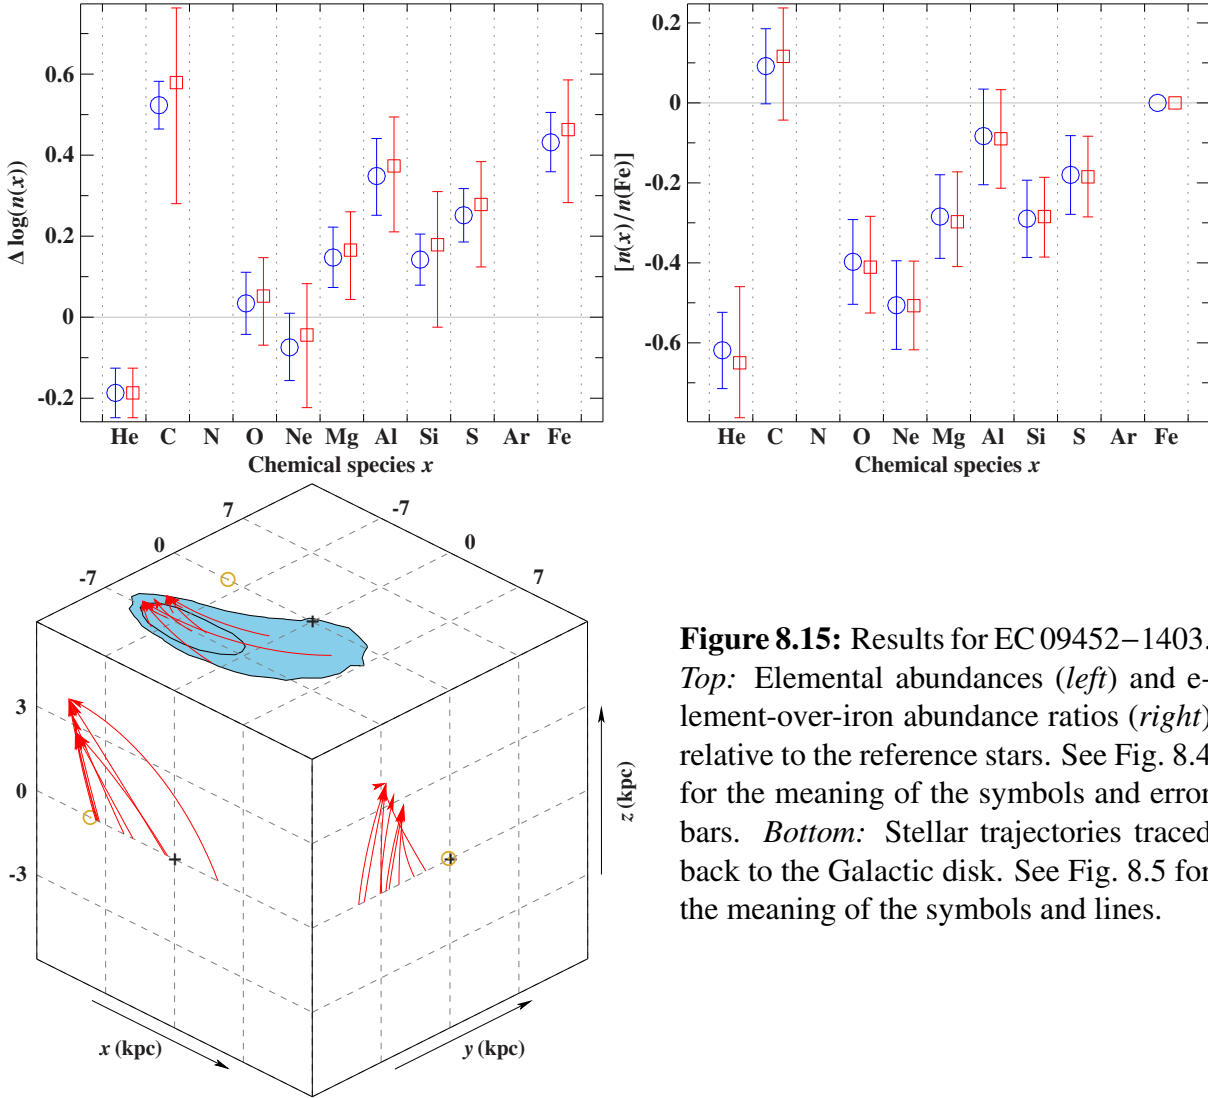 0.6
0.4
0.2
0
-0.2
Δ log(n(x))
He C N O Ne Mg Al Si S Ar Fe
Chemical species x
0.2
0
-0.2
-0.4
-0.6
[n(x)/n(Fe)]
He C N O Ne Mg Al Si S Ar Fe
Chemical species x
7
0
-7
-7
0
7
3
0
-3
x (kpc)
y (kpc)
z (kpc)
Figure 8.15: Results for EC 09452−1403.
Top: Elemental abundances (left) and e-
lement-over-iron abundance ratios (right)
relative to the reference stars. See Fig. 8.4
for the meaning of the symbols and error
bars. Bottom: Stellar trajectories traced
back to the Galactic disk. See Fig. 8.5 for
the meaning of the symbols and lines.